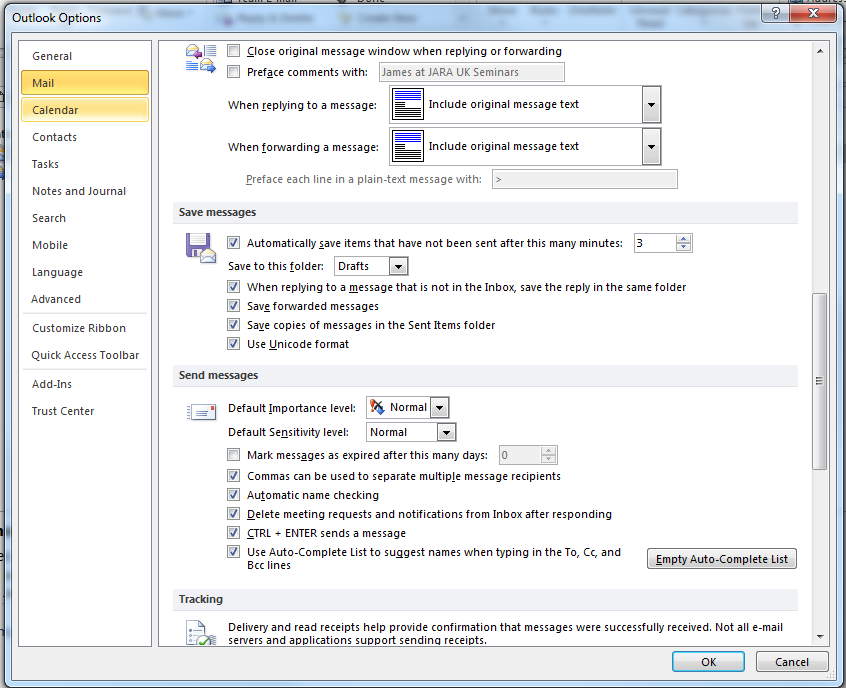 Outlook Options
General
Mail
Calendar
Contacts
Tasks
Notes and Journal
Search
Mobile
Language
Advanced
Customize Ribbon
Quick Access Toolbar
Add-Ins
Trust Center
Close original message window when replying or forwarding
Preface comments with: James at JARA UK Seminars
When replying to a message: Include original message text
When forwarding a message: Include original message text
Preface each line in a plain-text message with: >
Save messages
Automatically save items that have not been sent after this many minutes: 3
Save to this folder: Drafts
When replying to a message that is not in the Inbox, save the reply in the same folder
Save forwarded messages
Save copies of messages in the Sent Items folder
Use Unicode format
Send messages
Default Importance level: Normal
Default Sensitivity level: Normal
Mark messages as expired after this many days: 0
Commas can be used to separate multiple message recipients
Automatic name checking
Delete meeting requests and notifications from Inbox after responding
CTRL + ENTER sends a message
Use Auto-Complete List to suggest names when typing in the To, Cc, and
Bcc lines
Empty Auto-Complete List
Tracking
Delivery and read receipts help provide confirmation that messages were successfully received. Not all e-mail
servers and applications support sending receipts.
OK
Cancel